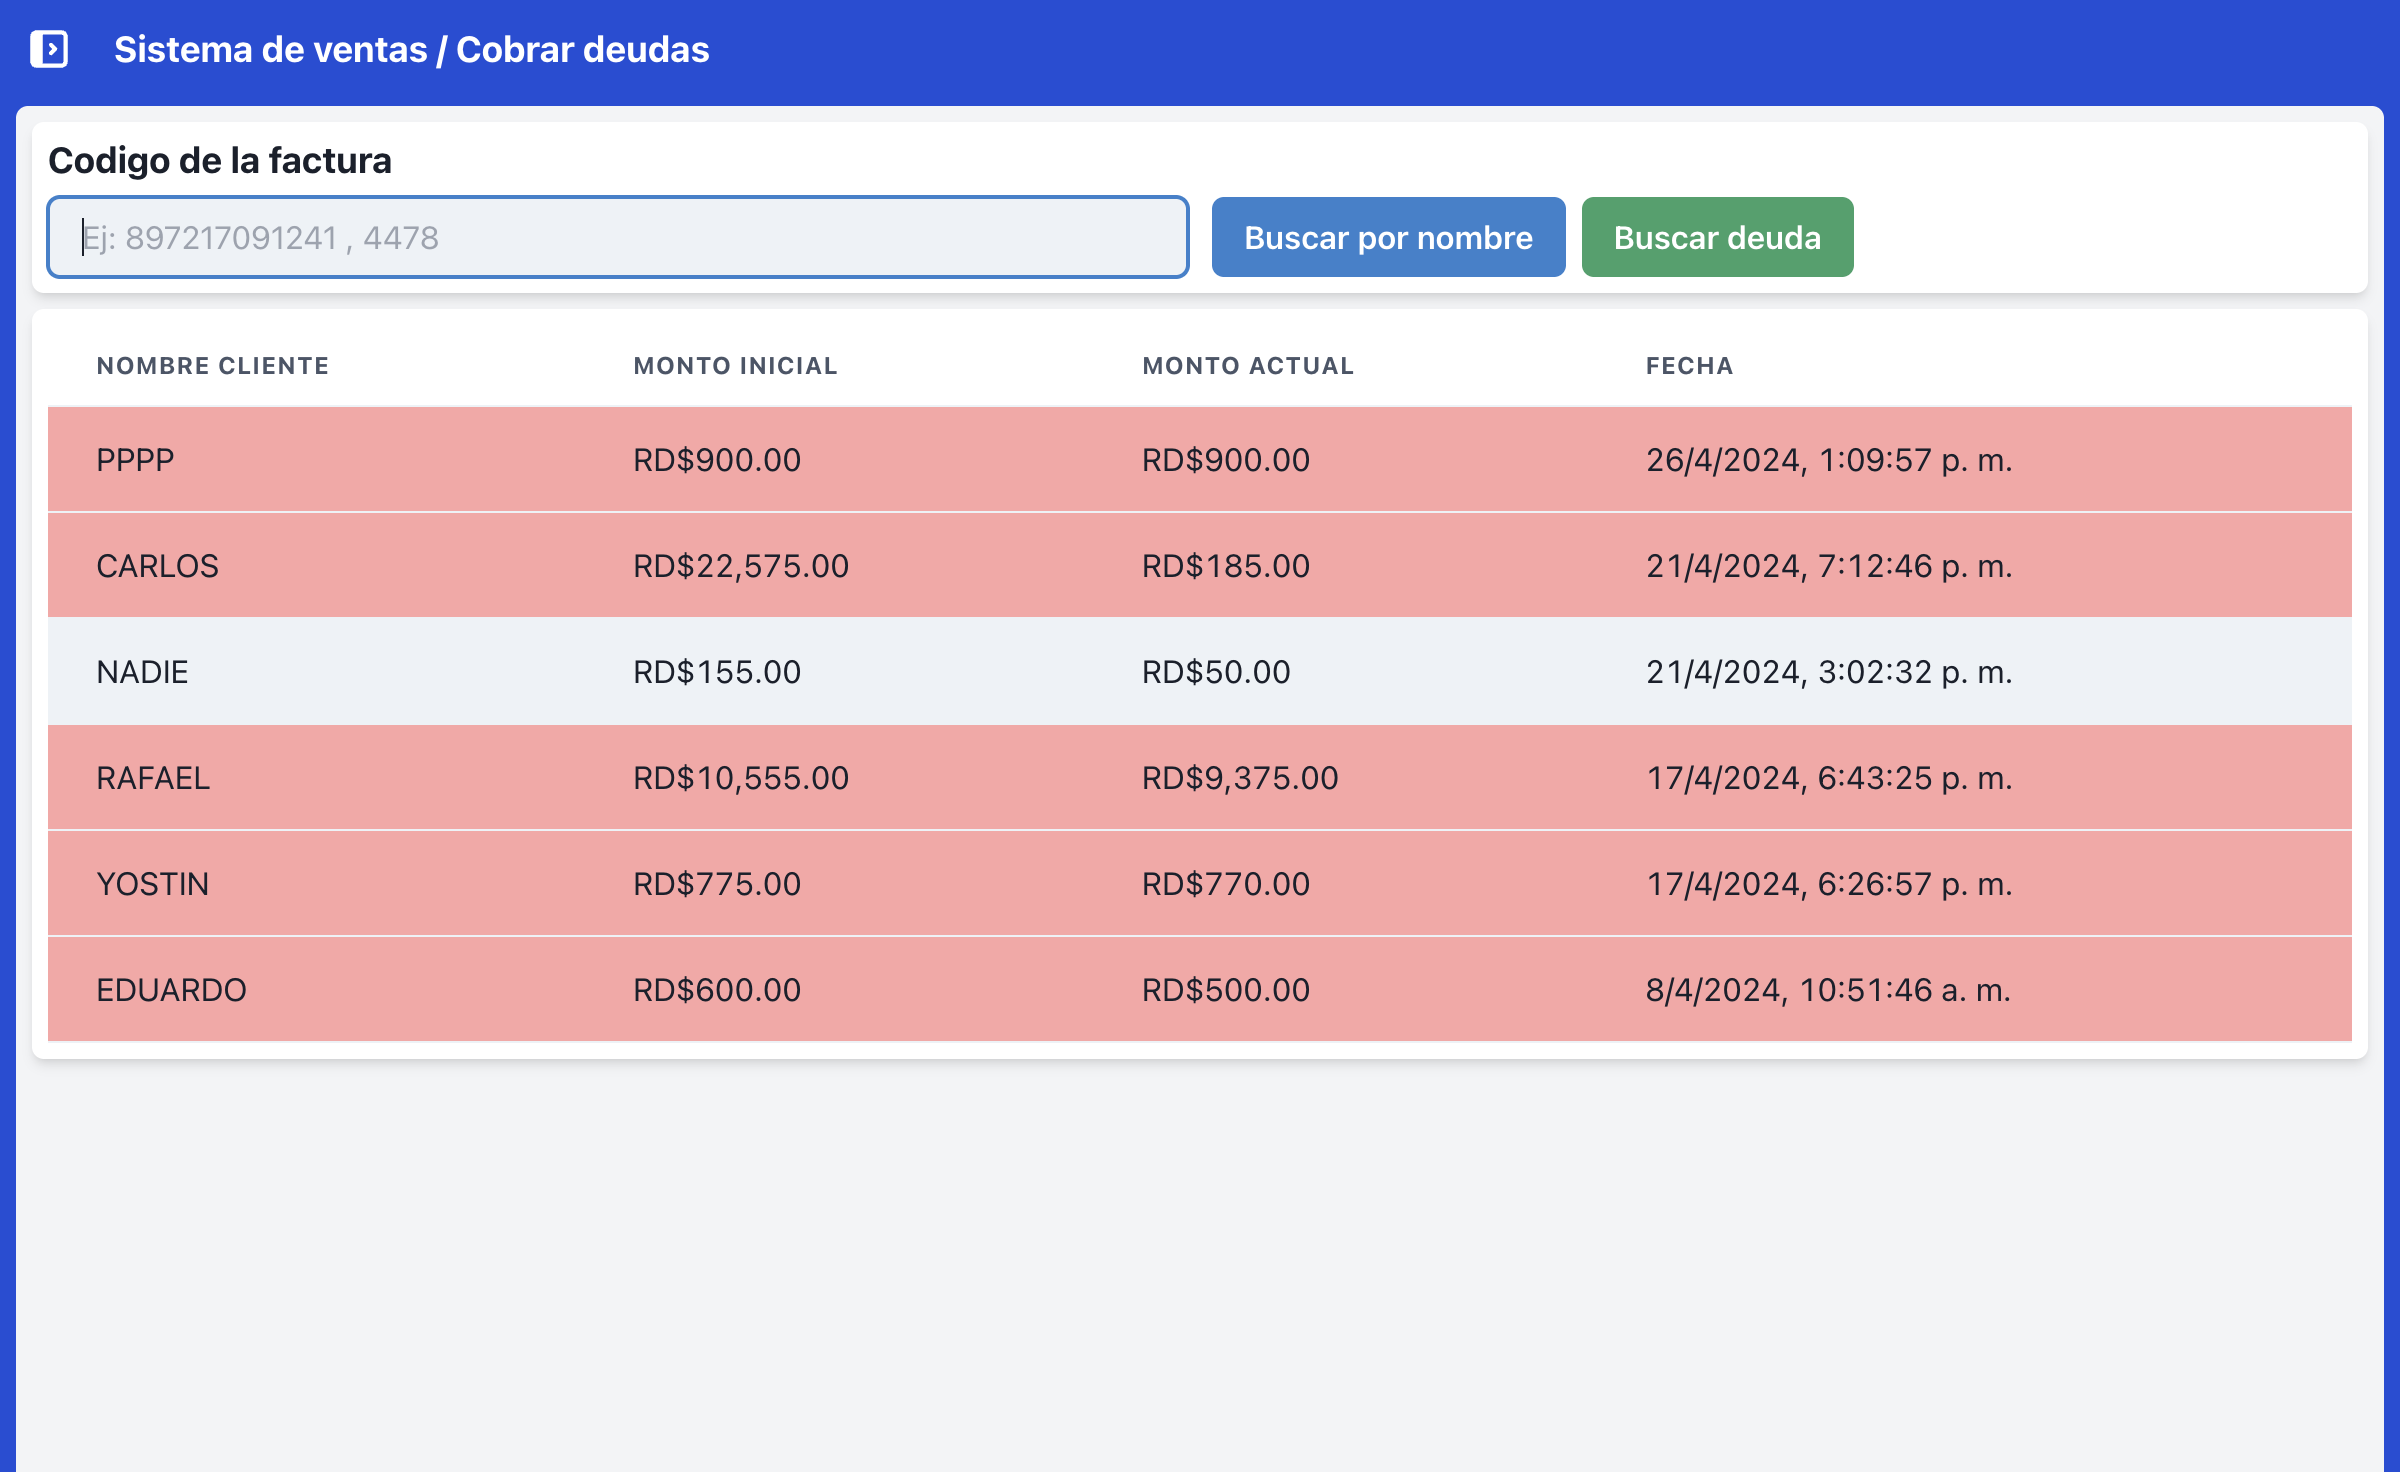 Sistema de ventas / Cobrar deudas
Codigo de la factura
Ej: 897217091241 , 4478
Buscar por nombre
Buscar deuda
NOMBRE CLIENTE MONTO INICIAL MONTO ACTUAL FECHA
PPPP RD$900.00 RD$900.00 26/4/2024, 1:09:57 p. m.
CARLOS RD$22,575.00 RD$185.00 21/4/2024, 7:12:46 p. m.
NADIE RD$155.00 RD$50.00 21/4/2024, 3:02:32 p. m.
RAFAEL RD$10,555.00 RD$9,375.00 17/4/2024, 6:43:25 p. m.
YOSTIN RD$775.00 RD$770.00 17/4/2024, 6:26:57 p. m.
EDUARDO RD$600.00 RD$500.00 8/4/2024, 10:51:46 a. m.